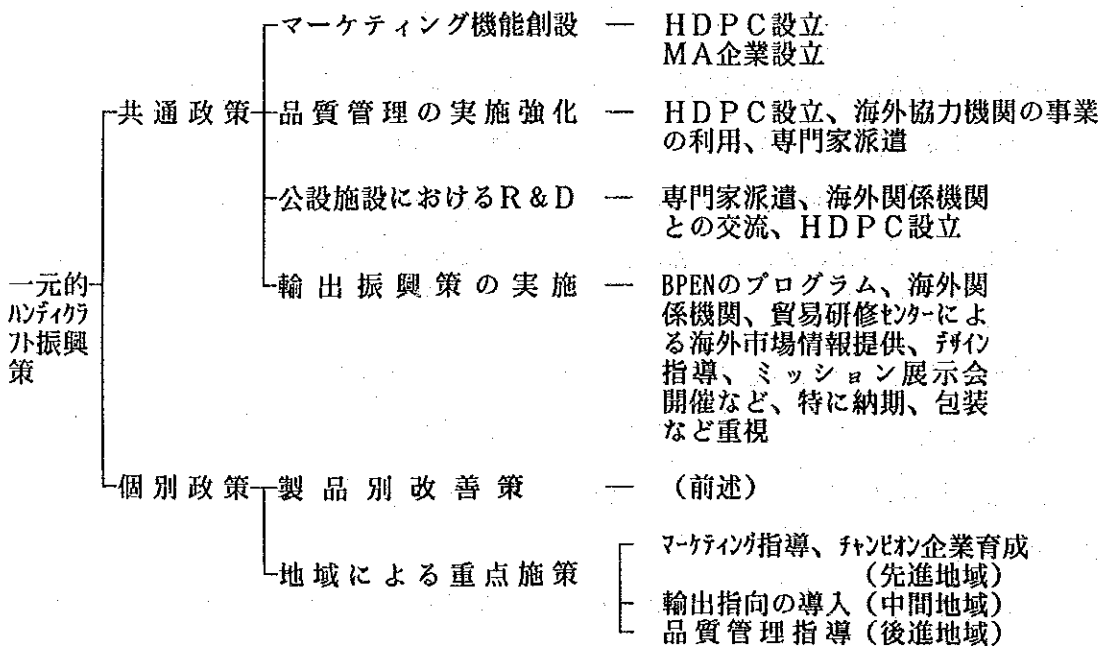 マーケティング機能創設 ― HDPC設立
MA企業設立
共通政策 品質管理の実施強化 ― HDPC設立、海外協力機関の事業
の利用、専門家派遣
公設施設におけるR&D ― 専門家派遣、海外関係機関
との交流、HDPC設立
輸出振興策の実施 ― BPENのプログラム、海外関
係機関、貿易研修センターによ
る海外市場情報提供、デザイン
指導、ミッション展示会
開催など、特に納期、包装
など重視
一元的
ハンディクラ
フト振興
策
個別政策 製品別改善策 ― (前述)
地域による重点施策
マーケティング指導、チャンピオン企業育成
(先進地域)
輸出指向の導入(中間地域)
品質管理指導(後進地域)